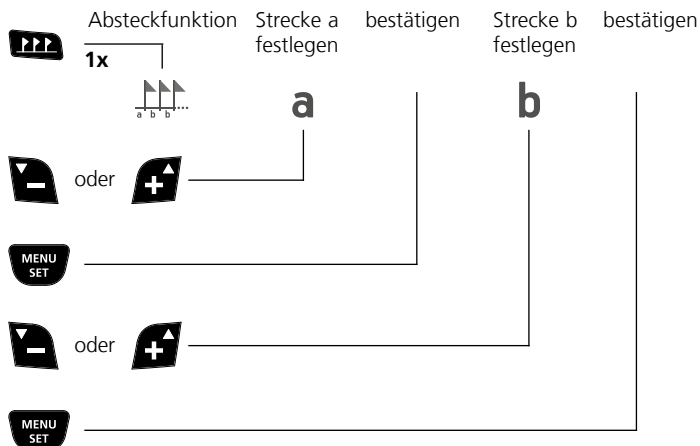 Absteckfunktion
Strecke a
festlegen
bestätigen
Strecke b
festlegen
bestätigen
1x
a b b ...
a
b
- oder +
MENU
SET
- oder +
MENU
SET